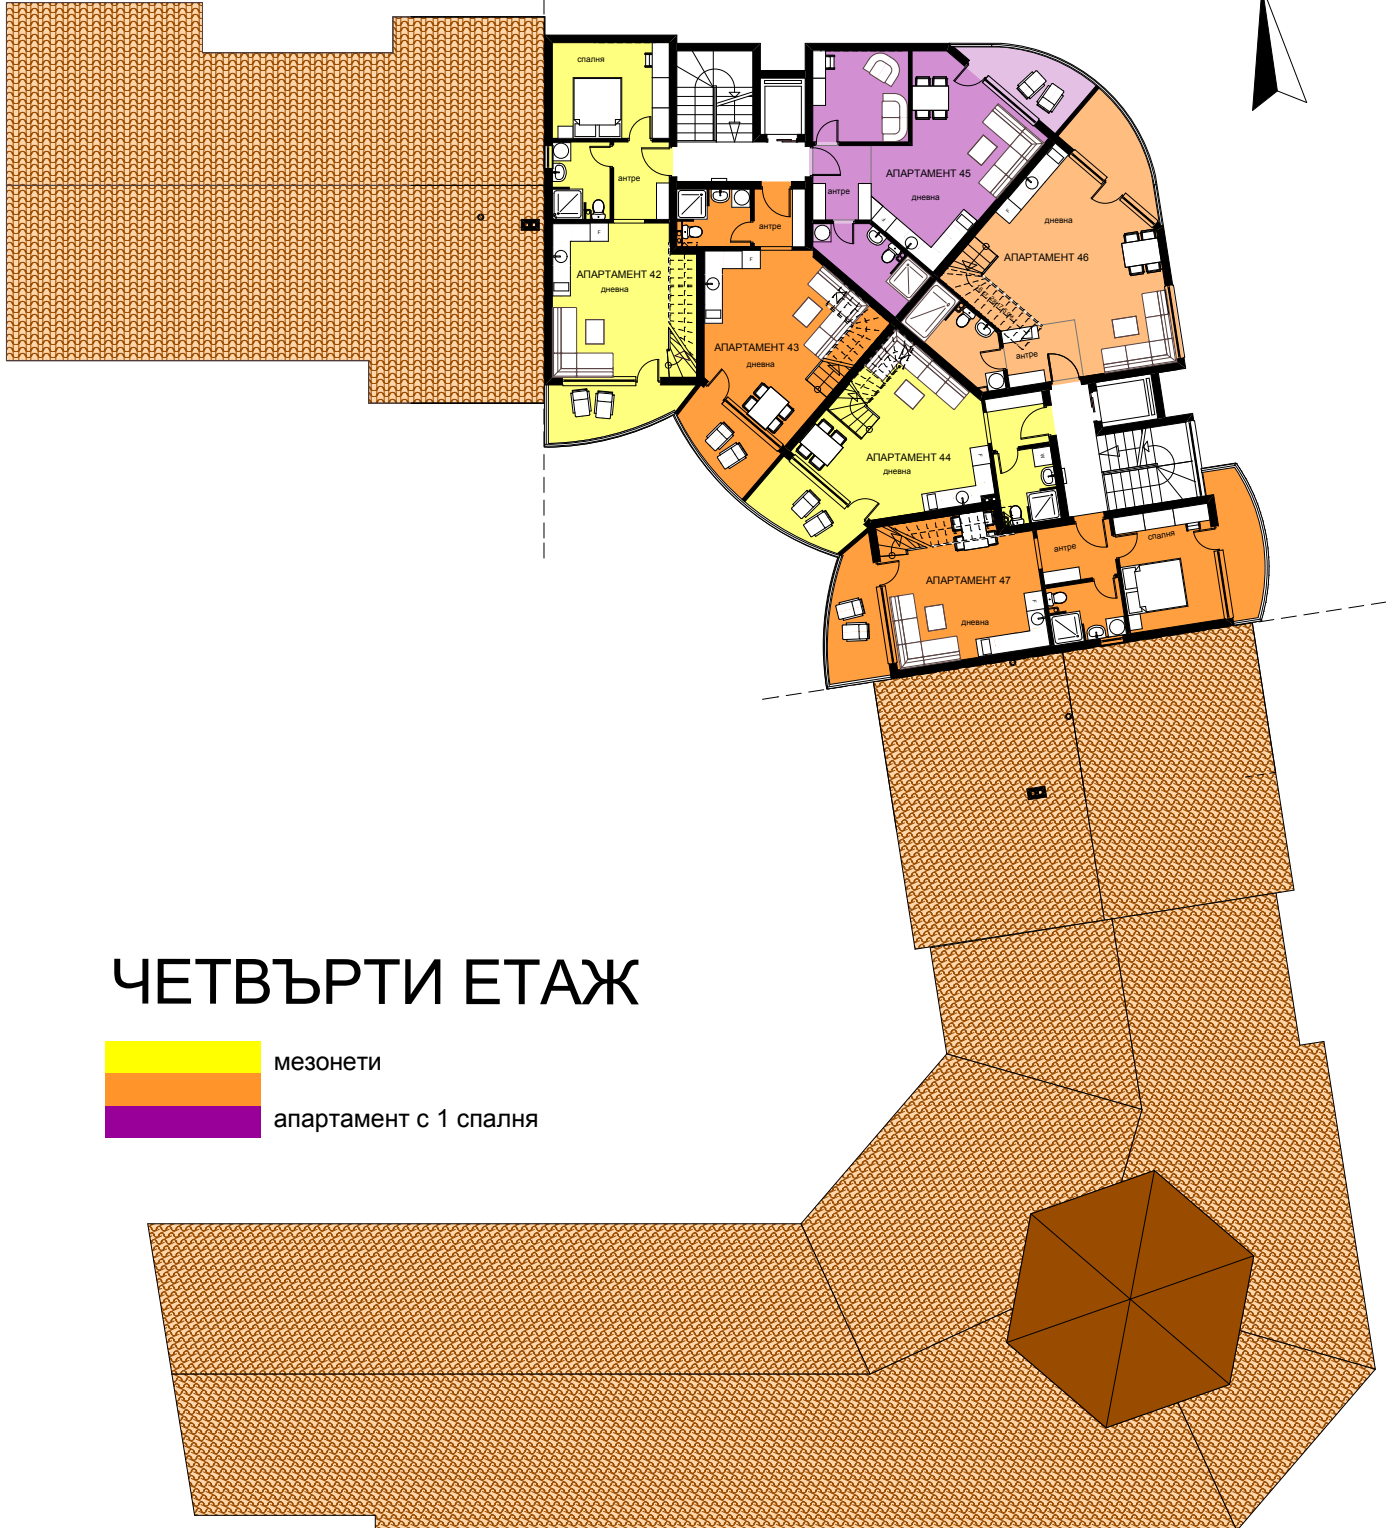 спалня
антре
АПАРТАМЕНТ 42
дневна
антре
АПАРТАМЕНТ 43
дневна
АПАРТАМЕНТ 45
дневна
антре
дневна
АПАРТАМЕНТ 46
антре
АПАРТАМЕНТ 44
дневна
антре
спалня
АПАРТАМЕНТ 47
дневна
ЧЕТВЪРТИ ЕТАЖ
мезонети
апартамент с 1 спалня